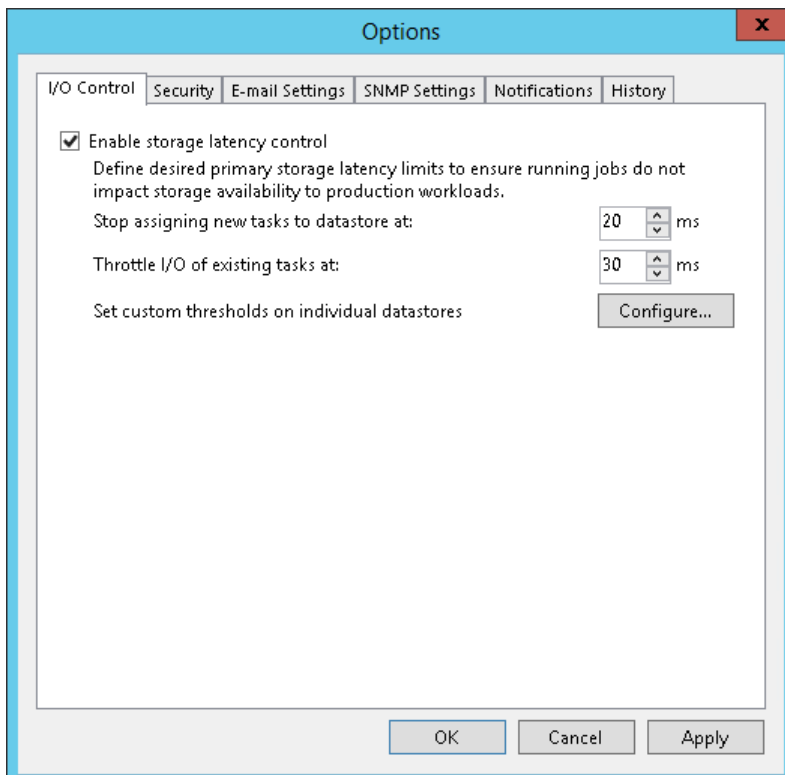 Options
x
I/O Control Security E-mail Settings SNMP Settings Notifications History
Enable storage latency control
Define desired primary storage latency limits to ensure running jobs do not
impact storage availability to production workloads.
Stop assigning new tasks to datastore at: 20 ms
Throttle I/O of existing tasks at: 30 ms
Set custom thresholds on individual datastores Configure...
OK Cancel Apply